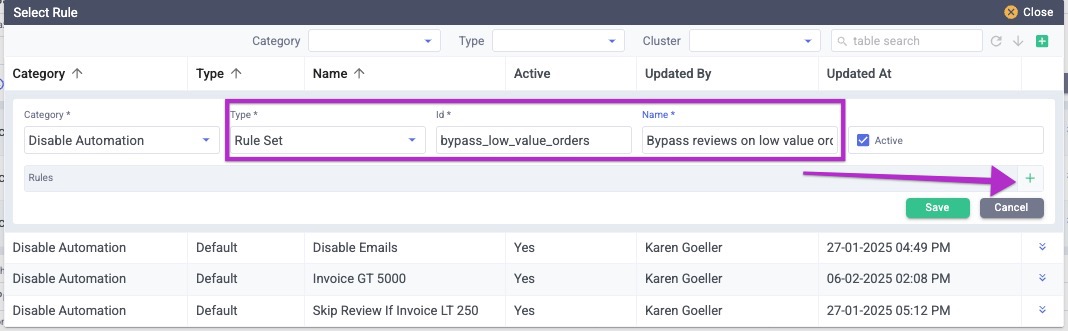 Select Rule
Close
Category Type Cluster table search
Category Type Name Active Updated By Updated At
Category * Type * Id * Name *
Disable Automation Rule Set bypass_low_value_orders Bypass reviews on low value ord Active
Rules
Save Cancel
Disable Automation Default Disable Emails Yes Karen Goeller 27-01-2025 04:49 PM
Disable Automation Default Invoice GT 5000 Yes Karen Goeller 06-02-2025 02:08 PM
Disable Automation Default Skip Review If Invoice LT 250 Yes Karen Goeller 27-01-2025 05:12 PM